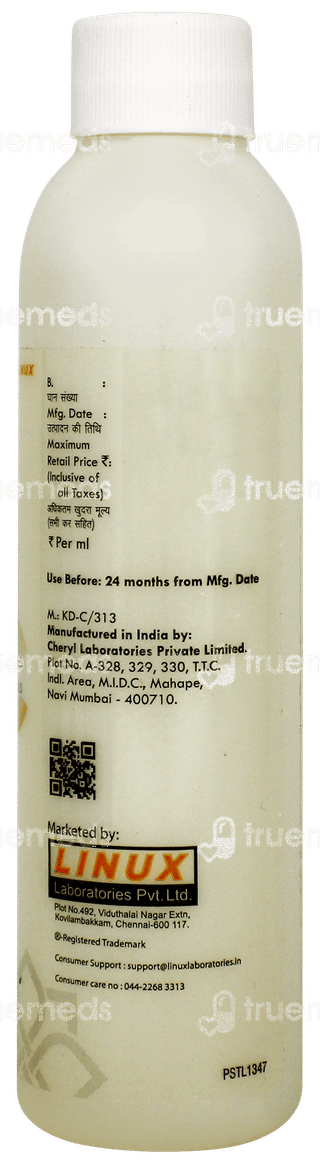 truemeds
NUX
B. :
घान संख्या
Mfg. Date :
उत्पादन की तिथि
Maximum
Retail Price ₹:
(Inclusive of
all Taxes)
अधिकतम खुदरा मूल्य
(सभी कर सहित)
₹ Per ml
Use Before: 24 months from Mfg. Date
M.: KD-C/313
Manufactured in India by:
Cheryl Laboratories Private Limited.
Plot No. A-328, 329, 330, T.T.C.
Indl. Area, M.I.D.C., Mahape,
Navi Mumbai - 400710.
Marketed by:
LINUX
Laboratories Pvt. Ltd.
Plot No.492, Viduthalai Nagar Extn,
Kovilambakkam, Chennai-600 117.
®-Registered Trademark
Consumer Support : support@linuxlaboratories.in
Consumer care no : 044-2268 3313
PSTL1347